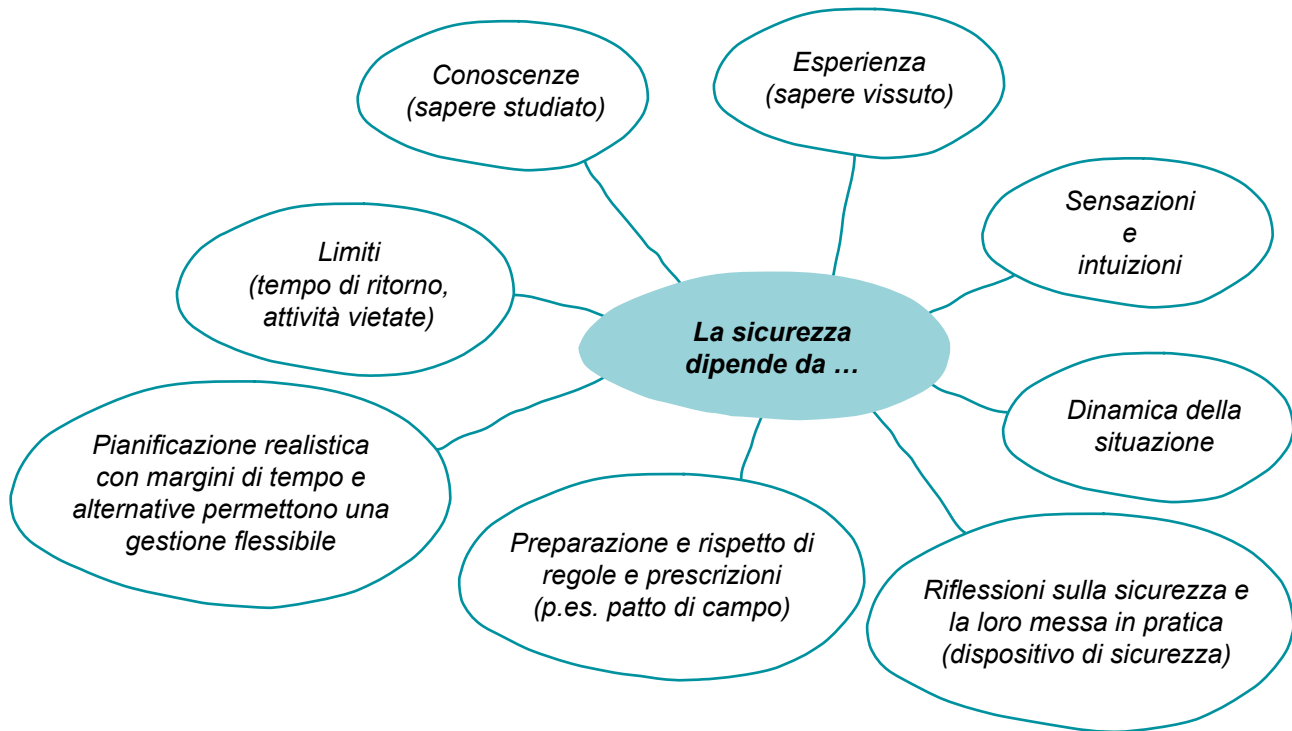 Conoscenze
(sapere studiato)
Esperienza
(sapere vissuto)
Sensazioni
e
intuizioni
Limiti
(tempo di ritorno,
attività vietate)
La sicurezza
dipende da …
Dinamica della
situazione
Pianificazione realistica
con margini di tempo e
alternative permettono una
gestione flessibile
Preparazione e rispetto di
regole e prescrizioni
(p.es. patto di campo)
Riflessioni sulla sicurezza e
la loro messa in pratica
(dispositivo di sicurezza)